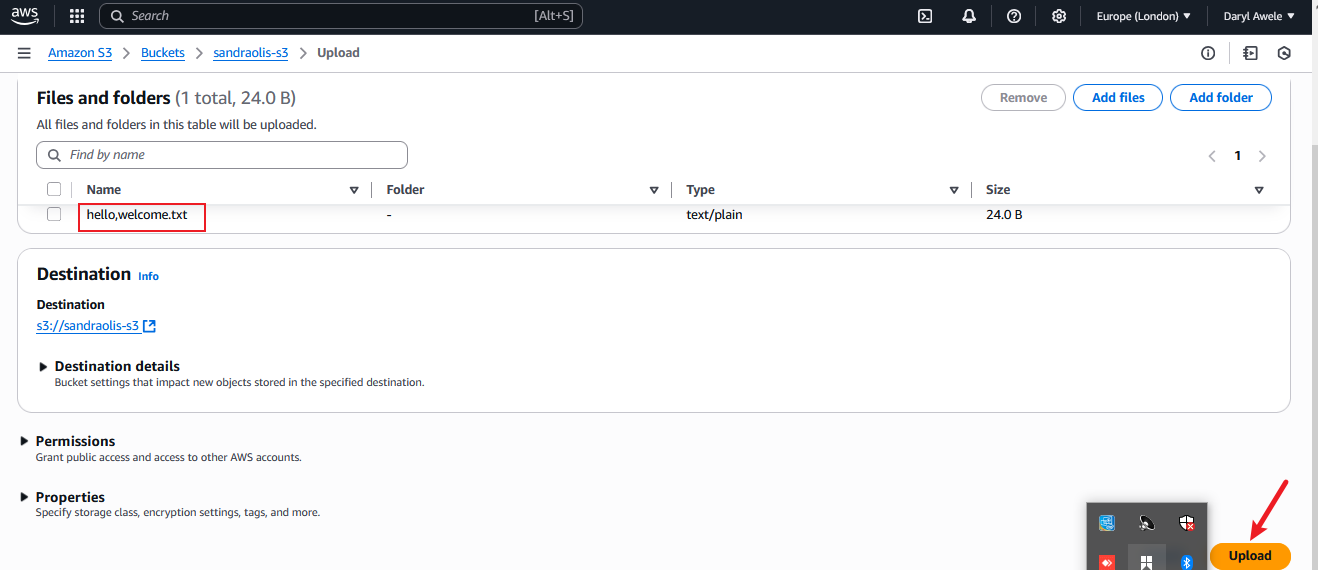 aws Search [Alt+S] Europe (London) Daryl Awele
Amazon S3 Buckets sandraolis-s3 Upload
Files and folders (1 total, 24.0 B) Remove Add files Add folder
All files and folders in this table will be uploaded.
Find by name 1
Name Folder Type Size
hello,welcome.txt - text/plain 24.0 B
Destination Info
Destination
s3://sandraolis-s3
Destination details
Bucket settings that impact new objects stored in the specified destination.
Permissions
Grant public access and access to other AWS accounts.
Properties
Specify storage class, encryption settings, tags, and more.
Upload